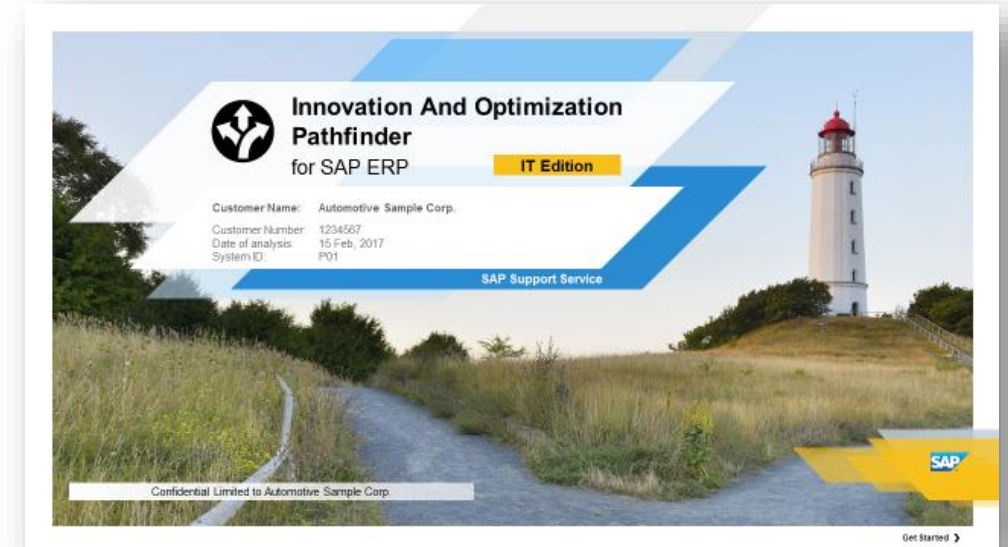 Innovation And Optimization
Pathfinder
for SAP ERP
IT Edition
Customer Name: Automotive Sample Corp.
Customer Number: 1234567
Date of analysis: 15 Feb, 2017
System ID: P01
SAP Support Service
SAP
Confidential Limited to Automotive Sample Corp.
Get Started ❯